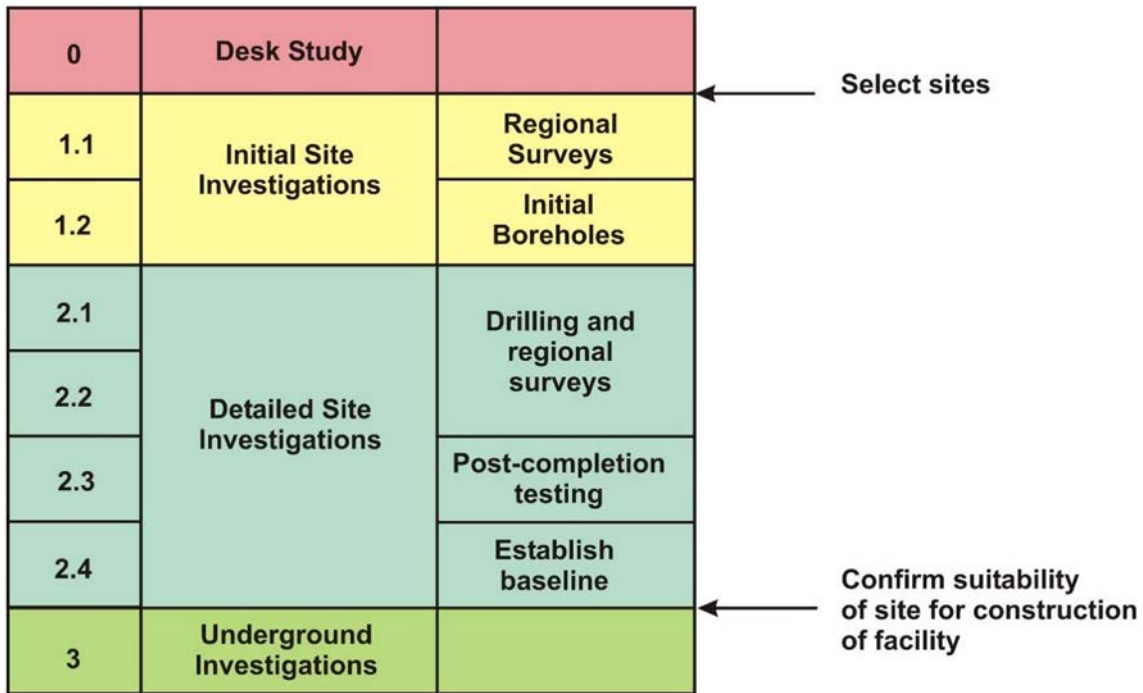 0
Desk Study
Select sites
1.1
Initial Site
Investigations
Regional
Surveys
1.2
Initial
Boreholes
2.1
Detailed Site
Investigations
Drilling and
regional
surveys
2.2
2.3
Post-completion
testing
2.4
Establish
baseline
Confirm suitability
of site for construction
of facility
3
Underground
Investigations